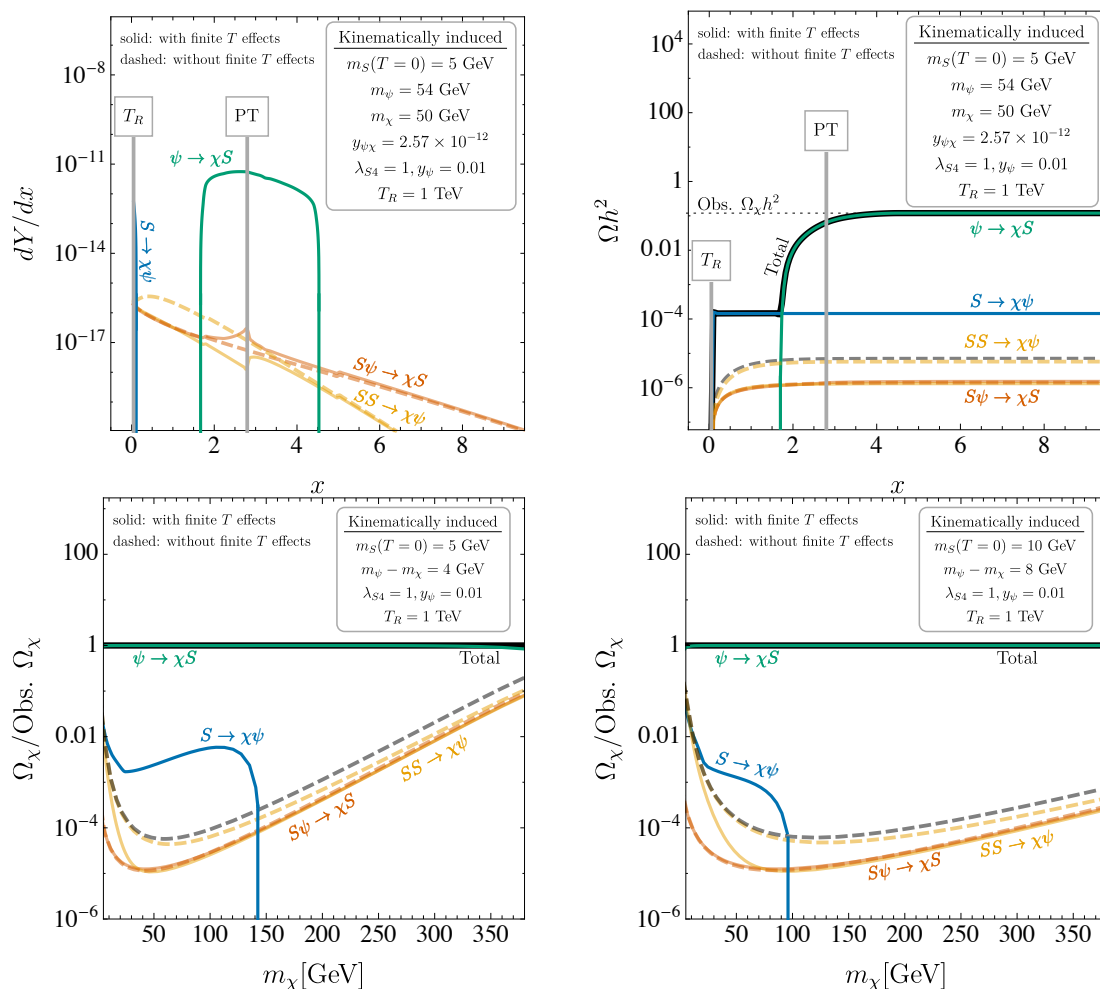 solid: with finite T effects
dashed: without finite T effects
Kinematically induced
m_S(T = 0) = 5 GeV
m_ψ = 54 GeV
m_χ = 50 GeV
y_ψχ = 2.57 × 10^−12
λ_S4 = 1, y_ψ = 0.01
T_R = 1 TeV
T_R
PT
ψ → χS
S → χψ
Sψ → χS
SS → χψ
dY/dx
10^−8
10^−11
10^−14
10^−17
0 2 4 6 8
x
solid: with finite T effects
dashed: without finite T effects
Kinematically induced
m_S(T = 0) = 5 GeV
m_ψ = 54 GeV
m_χ = 50 GeV
y_ψχ = 2.57 × 10^−12
λ_S4 = 1, y_ψ = 0.01
T_R = 1 TeV
PT
Obs. Ω_χh^2
T_R
Total
ψ → χS
S → χψ
SS → χψ
Sψ → χS
Ωh^2
10^4
100
1
0.01
10^−4
10^−6
0 2 4 6 8
x
solid: with finite T effects
dashed: without finite T effects
Kinematically induced
m_S(T = 0) = 5 GeV
m_ψ − m_χ = 4 GeV
λ_S4 = 1, y_ψ = 0.01
T_R = 1 TeV
ψ → χS
Total
S → χψ
SS → χψ
Sψ → χS
Ω_χ/Obs. Ω_χ
100
1
0.01
10^−4
10^−6
50 100 150 200 250 300 350
m_χ[GeV]
solid: with finite T effects
dashed: without finite T effects
Kinematically induced
m_S(T = 0) = 10 GeV
m_ψ − m_χ = 8 GeV
λ_S4 = 1, y_ψ = 0.01
T_R = 1 TeV
ψ → χS
Total
S → χψ
SS → χψ
Sψ → χS
Ω_χ/Obs. Ω_χ
100
1
0.01
10^−4
10^−6
50 100 150 200 250 300 350
m_χ[GeV]